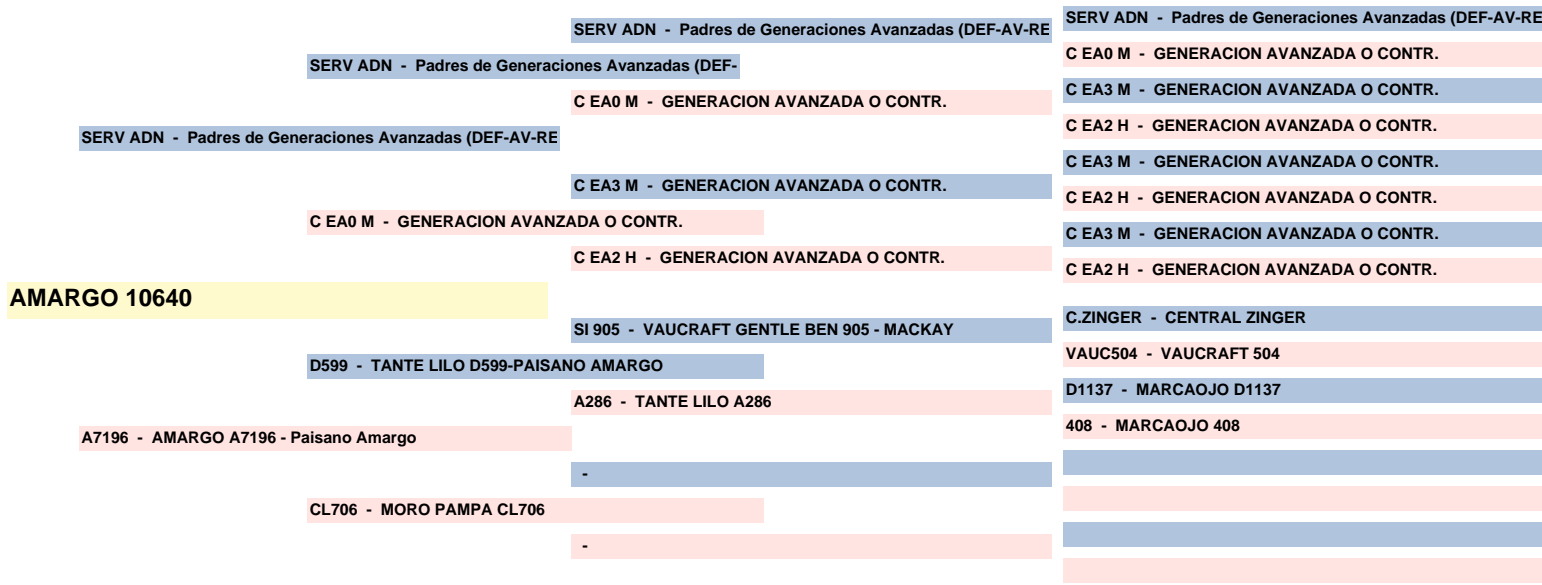 SERV ADN - Padres de Generaciones Avanzadas (DEF-AV-RE
SERV ADN - Padres de Generaciones Avanzadas (DEF-AV-RE
C EA0 M - GENERACION AVANZADA O CONTR.
SERV ADN - Padres de Generaciones Avanzadas (DEF-
C EA3 M - GENERACION AVANZADA O CONTR.
C EA0 M - GENERACION AVANZADA O CONTR.
C EA2 H - GENERACION AVANZADA O CONTR.
SERV ADN - Padres de Generaciones Avanzadas (DEF-AV-RE
C EA3 M - GENERACION AVANZADA O CONTR.
C EA3 M - GENERACION AVANZADA O CONTR.
C EA2 H - GENERACION AVANZADA O CONTR.
C EA0 M - GENERACION AVANZADA O CONTR.
C EA3 M - GENERACION AVANZADA O CONTR.
C EA2 H - GENERACION AVANZADA O CONTR.
C EA2 H - GENERACION AVANZADA O CONTR.
AMARGO 10640
C.ZINGER - CENTRAL ZINGER
SI 905 - VAUCRAFT GENTLE BEN 905 - MACKAY
VAUC504 - VAUCRAFT 504
D599 - TANTE LILO D599-PAISANO AMARGO
D1137 - MARCAOJO D1137
A286 - TANTE LILO A286
408 - MARCAOJO 408
A7196 - AMARGO A7196 - Paisano Amargo
-
CL706 - MORO PAMPA CL706
-